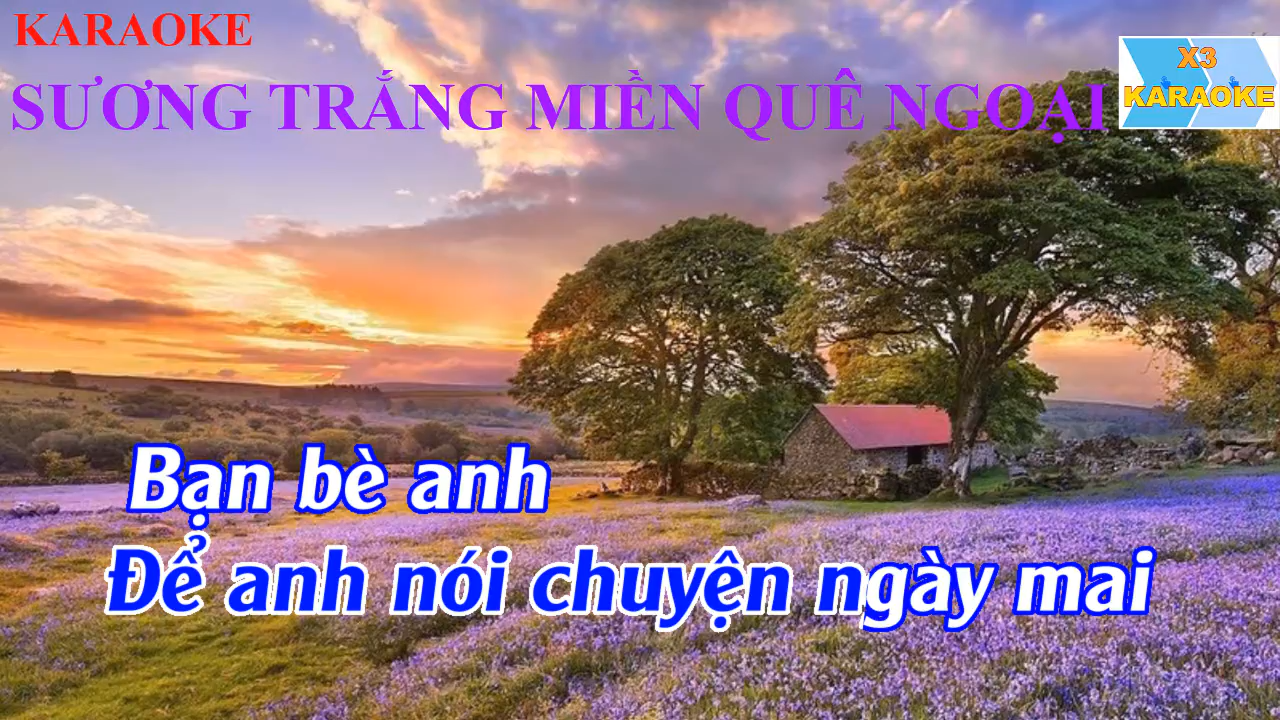 KARAOKE
SƯƠNG TRẮNG MIỀN QUÊ NGOẠI
X3
KARAOKE
Bạn bè anh
Để anh nói chuyện ngày mai